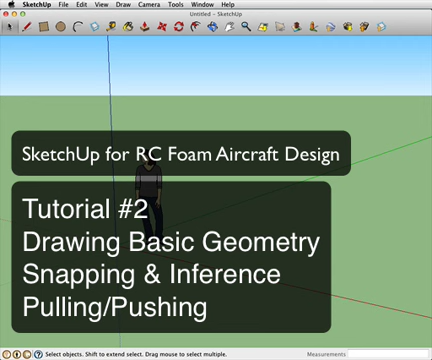 SketchUp File Edit View Draw Camera Tools Window Help
Untitled - SketchUp
SketchUp for RC Foam Aircraft Design
Tutorial #2
Drawing Basic Geometry
Snapping & Inference
Pulling/Pushing
Select objects. Shift to extend select. Drag mouse to select multiple. Measurements